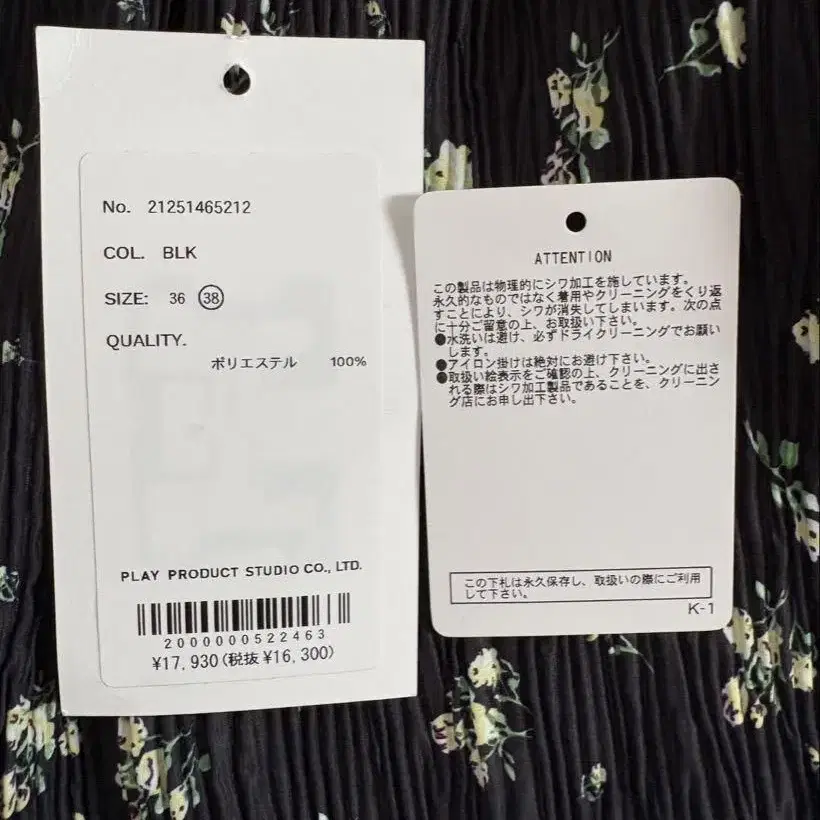 No. 21251465212
COL. BLK
SIZE: 36 38
QUALITY.
ポリエステル 100%
PLAY PRODUCT STUDIO CO., LTD.
2000000522463
¥17,930(税抜¥16,300)
ATTENTION
この製品は物理的にシワ加工を施しています。
永久的なものではなく着用やクリーニングをくり返
すことにより、シワが消失してしまいます。次の点
に十分ご留意の上、お取扱い下さい。
●水洗いは避け、必ずドライクリーニングでお願い
します。
●アイロン掛けは絶対にお避け下さい。
●取扱い絵表示をご確認の上、クリーニングに出さ
れる際はシワ加工製品であることを、クリーニン
グ店にお申し出下さい。
この下札は永久保存し、取扱いの際にご利用
して下さい。
K-1